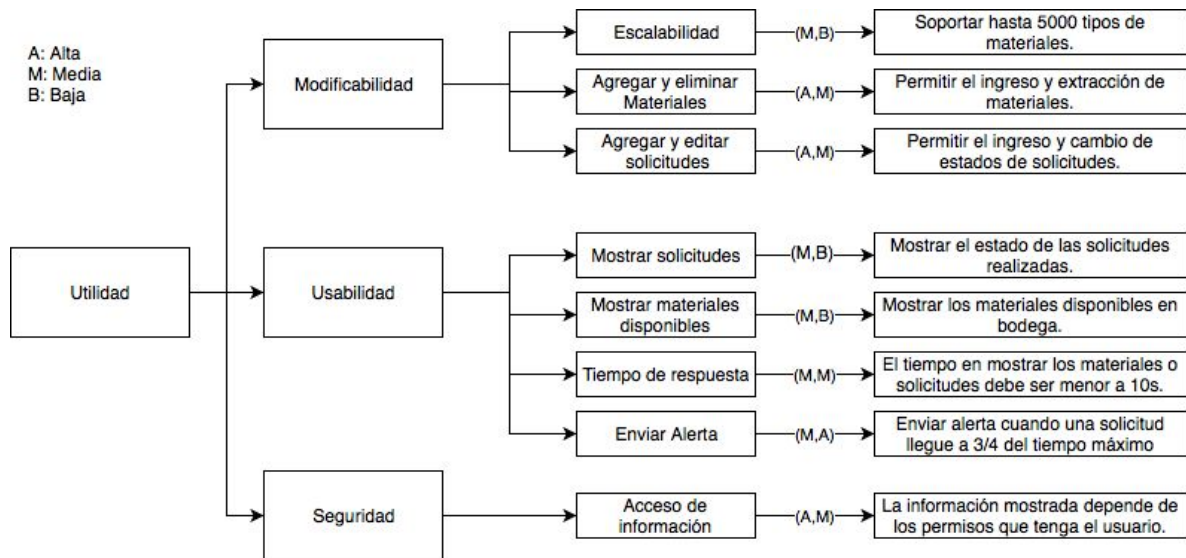 A: Alta
M: Media
B: Baja
Utilidad
Modificabilidad
Escalabilidad
(M,B)
Soportar hasta 5000 tipos de
materiales.
Agregar y eliminar
Materiales
(A,M)
Permitir el ingreso y extracción de
materiales.
Agregar y editar
solicitudes
(A,M)
Permitir el ingreso y cambio de
estados de solicitudes.
Usabilidad
Mostrar solicitudes
(M,B)
Mostrar el estado de las solicitudes
realizadas.
Mostrar materiales
disponibles
(M,B)
Mostrar los materiales disponibles en
bodega.
Tiempo de respuesta
(M,M)
El tiempo en mostrar los materiales o
solicitudes debe ser menor a 10s.
Enviar Alerta
(M,A)
Enviar alerta cuando una solicitud
llegue a 3/4 del tiempo máximo
Seguridad
Acceso de
información
(A,M)
La información mostrada depende de
los permisos que tenga el usuario.